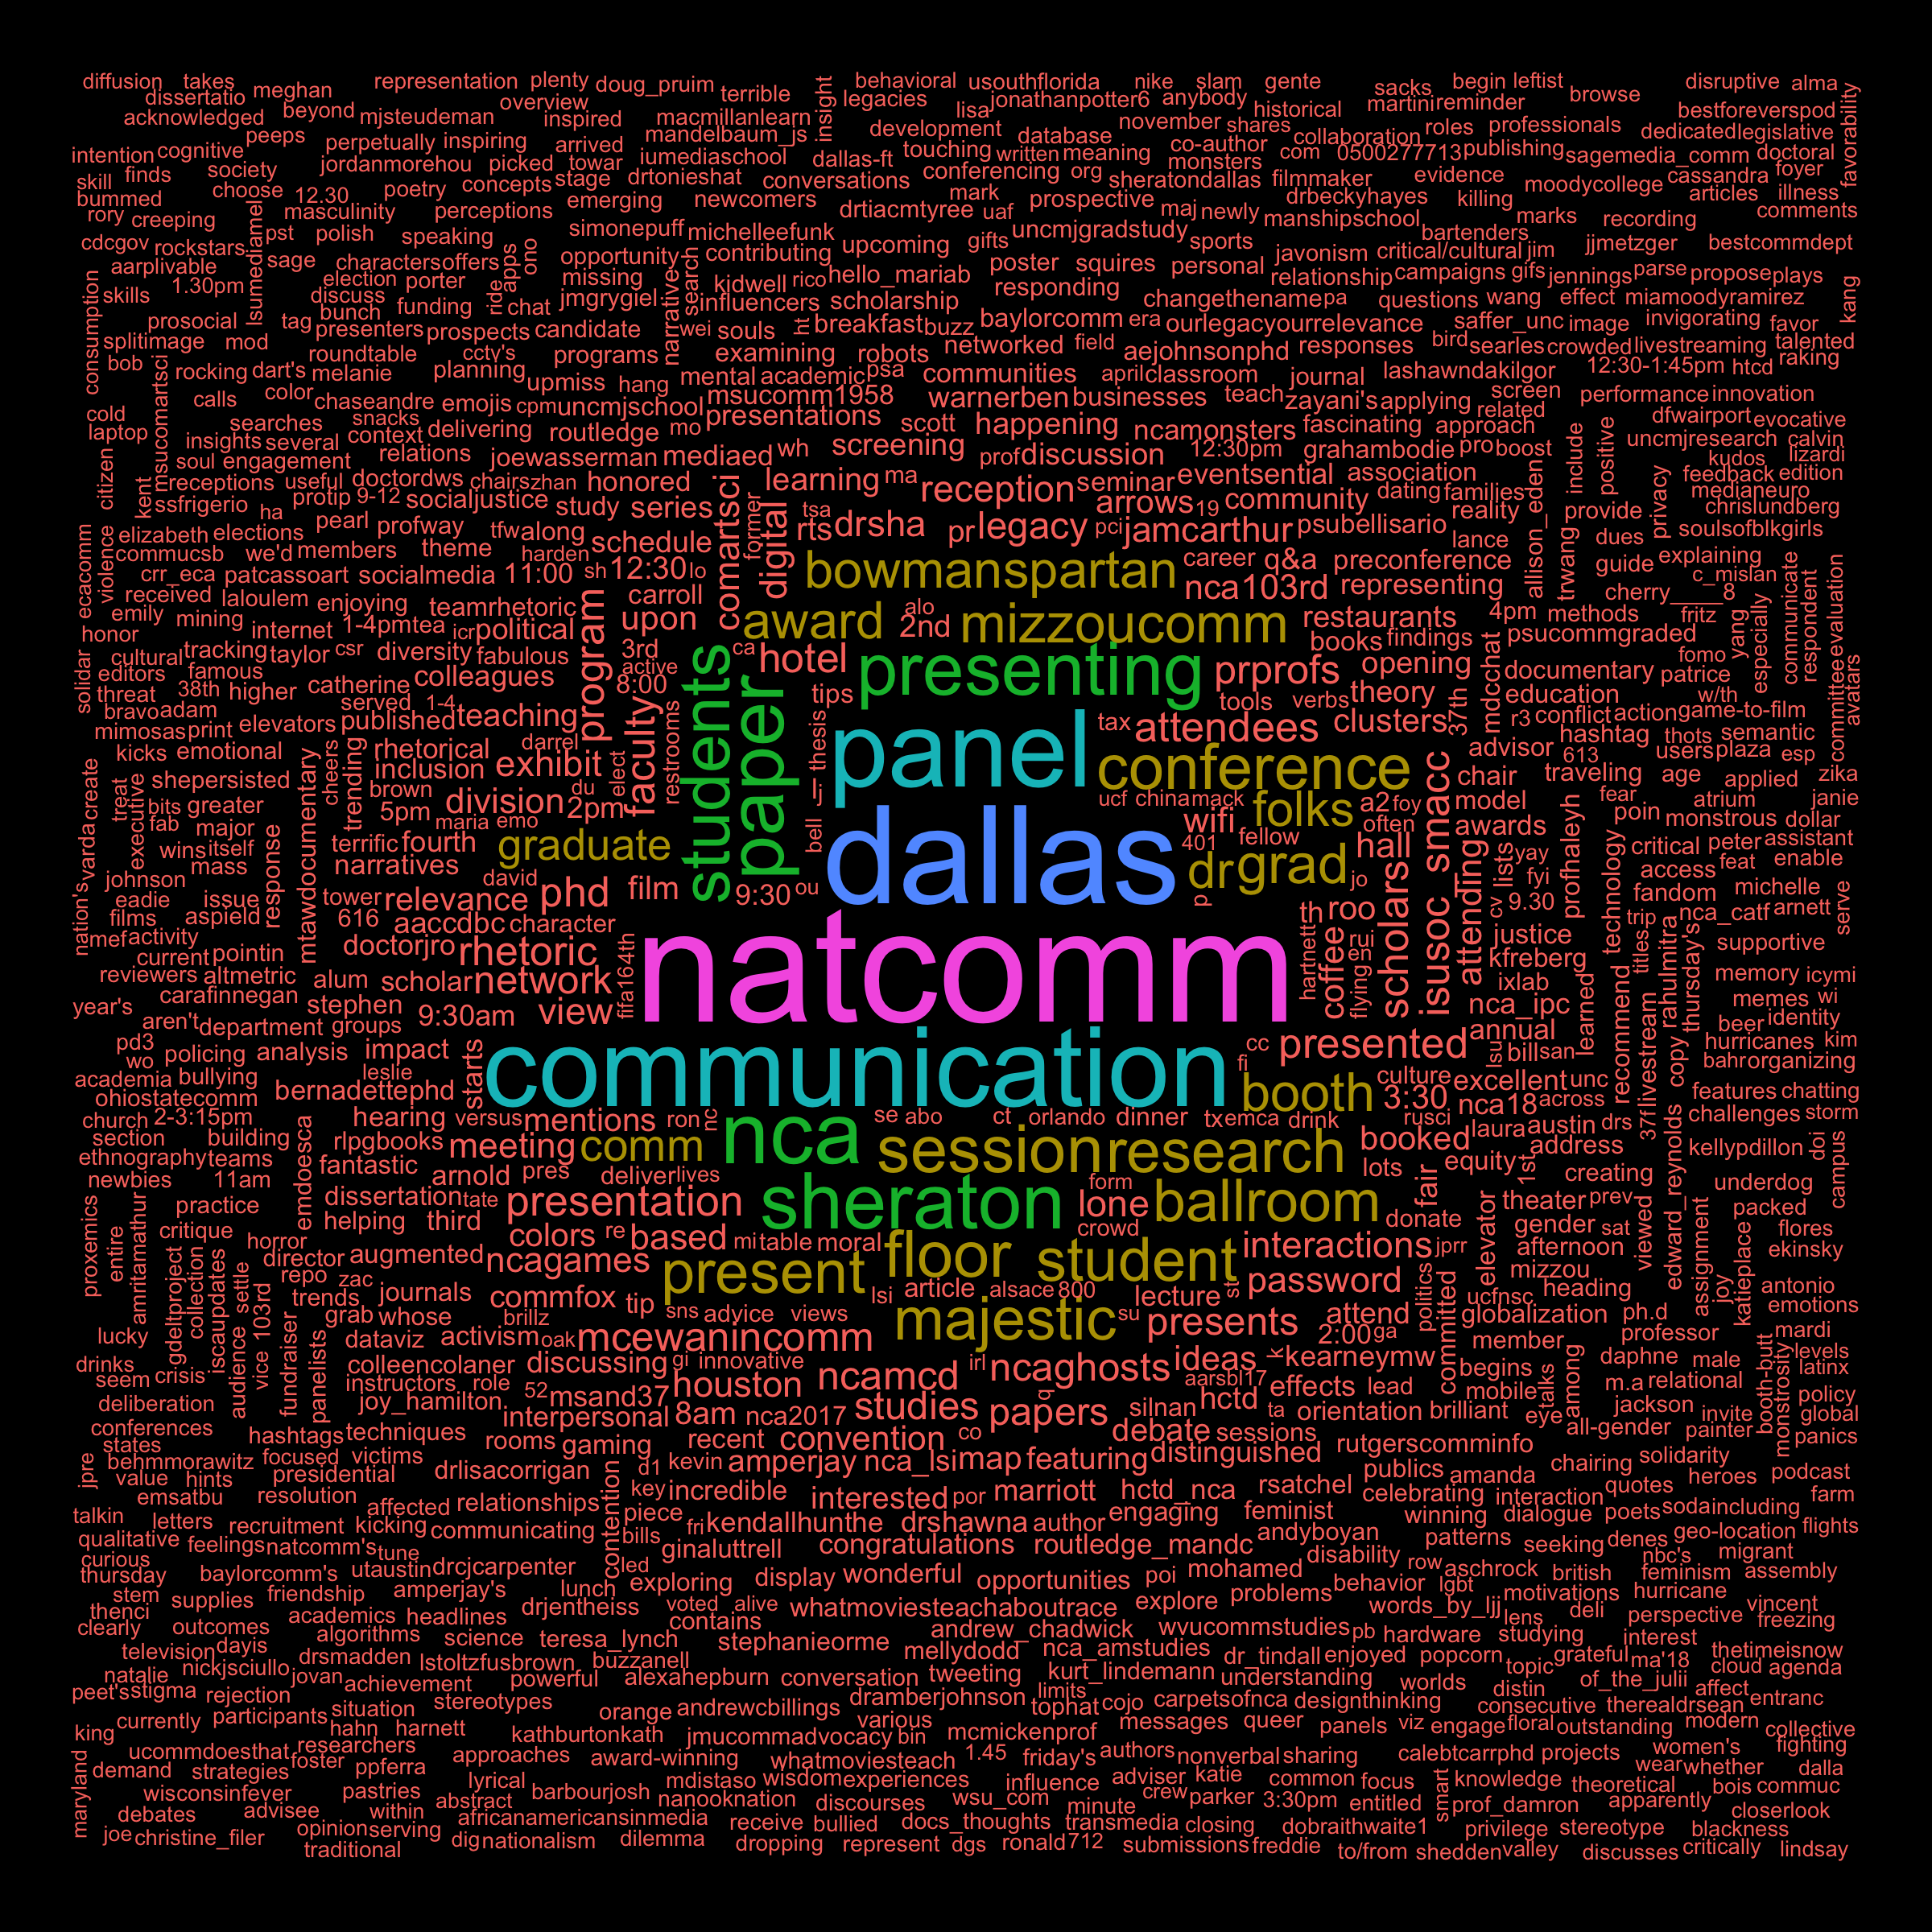 diffusion takes meghan representation plenty doug_pruim terrible insight behavioral usouthflorida nike slam gente sacks begin leftist disruptive alma
dissertatio overview legacies lisa jonathanpotter6 anybody historical martini reminder browse bestforeverspod favorability
acknowledged beyond mjsteudeman inspired macmillanlearn development database november shares collaboration roles professionals dedicated legislative
peeps perpetually inspiring arrived mandelbaum_js touching written meaning co-author com 0500277713 publishing sagemedia_comm doctoral
intention cognitive society jordanmorehou picked towar iumediaschool dallas-ft conferencing org monsters evidence cassandra foyer
skill finds choose 12.30 poetry concepts stage drtonieshat conversations mark sheratondallas filmmaker moodycollege articles illness
bummed masculinity perceptions emerging newcomers drtiacmtyree uaf prospective maj newly drbeckyhayes killing marks recording comments
rory creeping lsumediamel pst polish speaking simonepuff michelleefunk upcoming gifts uncmjgradstudy sports manshipschool bartenders
cdcgov rockstars sage charactersoffers apps ono opportunity contributing poster squires personal javonism critical/cultural jim jjmetzger bestcommdept
aarplivable election porter ride missing search kidwell rico hello_mariab responding relationship campaigns gifs jennings parse propose plays
consumption skills 1.30pm discuss bunch funding chat jmgrygiel narrative influencers scholarship changethename pa questions wang effect miamoodyramirez kang
prosocial tag presenters prospects candidate wei souls ht breakfast buzz baylorcomm era ourlegacyyourrelevance saffer_unc image invigorating favor
splitimage mod roundtable cctv's programs examining robots networked field aejohnsonphd responses bird searles crowded livestreaming talented
bob rocking dart's melanie planning upmiss hang mental academic psa communities april classroom journal lashawndakilgor 12:30-1:45pm htcd raking
msucomartsci calls color chaseandre emojis cpm uncmjschool msucomm1958 warnerben businesses teach zayani's applying screen performance innovation
cold laptop searches snacks context delivering routledge mo presentations scott happening ncamonsters fascinating approach related dfwairport evocative
insights several relations joewasserman mediaed wh screening prof discussion 12:30pm grahambodie pro boost uncmjresearch calvin
citizen soul engagement doctordws chairs zhan honored learning ma reception seminar eventsential association include positive kudos lizardi
kent receptions useful protip 9-12 socialjustice study series comartsci former tsa arrows 19 community dating families allison_eden privacy feedback edition
ssfrigerio ha pearl profway tfw along digital rts drsha pr legacy pci jamcarthur psubellisario reality provide medianeuro chrislundberg
elizabeth elections members theme harden schedule bowmanspartan career q&a preconference lance twang dues soulsofblkgirls
commucsb we'd crr_eca patcassoart socialmedia 11:00 sh 12:30 lo nca103rd representing guide explaining c_mislan
ecacomm violence received laloulem enjoying teamrhetoric program carroll award alo 2nd mizzoucomm restaurants 4pm methods cherry____8 communicate evaluation
emily mining internet 1-4pm tea icr political upon hotel ca books findings mdcchat psucommgraded fritz yang especially respondent
honor cultural tracking taylor csr diversity fabulous 3rd students presenting prprofs opening documentary fomo patrice
solidar editors famous catherine colleagues active 8:00 paper tips tools verbs theory education w/th committee avatars
threat 38th higher served 1-4 restrooms faculty thesis tax attendees clusters 37th r3 conflict action game-to-film
bravo adam elevators published teaching panel conference advisor hashtag thots semantic
mimosas print rhetorical darrel elect folks chair 613 users plaza esp
kicks emotional mtawdocumentary trending cheers inclusion exhibit du ucf china mack a2 foy traveling age applied zika
create shepersisted brown division 2pm wifi often model profhaleyh fear poin atrium janie
varda treat bits greater 5pm maria emo bell _lj dallas 401 fellow hall awards monstrous dollar
executive fab major terrific fourth graduate dr grad yay technology critical peter assistant
wins itself response narratives david jo scholars isusoc_smacc lists fyi access feat enable
johnson mass tower relevance phd film 9:30 ou p cv 9.30 fandom michelle serve
nation's eadie issue 616 aaccdbc character th roo attending trip nca_catf arnett
films aspield doctorjro rhetoric natcomm hartnett coffee rui justice titles thursday's supportive
mef activity current pointin fifa164th en kfreberg rahulmitra
reviewers altmetric alum scholar network flying ixlab recommend memory icymi
year's carafinnegan stephen 9:30am view nca_ipc learned copy memes wi
aren't department groups starts communication cc presented annual lsu livestream beer identity
pd3 wo policing analysis impact fi bill san hurricanes kim
academia bullying leslie bernadettephd booth culture excellent unc bahr organizing
ohiostatecomm 3:30 nca18 across features chatting
church 2-3:15pm hearing versus mentions ron nc nca se abo ct orlando dinner tx emca drink rusci laura austin drs 37f edward_reynolds challenges storm
section building rlpgbooks meeting comm session research booked address kellypdillon doi campus
ethnography teams fantastic arnold pres deliver lives lots equity 1st creating
newbies 11am emdoesca dissertation tate presentation sheraton form lone ballroom fair theater prev underdog
proxemics amritamathur practice helping third colors re based mi table moral crowd donate elevator gender sat viewed assignment packed
entire critique horror director augmented ncagames floor student interactions jprr afternoon katieplace flores ekinsky
gdeltproject collection settle repo zac journals commfox present lsi article alsace 800 lecture st password politics mizzou heading joy antonio
trends grab whose tip sns advice views majestic su presents attend committed ucfnsc globalization ph.d emotions
lucky iscaupdates vice 103rd dataviz brillz activism oak mcewanincomm 2:00 ga member professor mardi
drinks crisis audience fundraiser panelists colleencolaner discussing gi innovative irl ncaghosts ideas k kearneymw begins talks among daphne male levels
seem instructors role 52 msand37 houston ncamcd aarsbl17 effects lead mobile m.a relational latinx
deliberation joy_hamilton interpersonal 8am nca2017 studies q papers silnan hctd ta orientation brilliant eye jackson invite booth-butt policy
conferences hashtags techniques rooms gaming recent convention co debate sessions all-gender painter monstrosity global
states behmmorawitz focused victims contention d1 kevin amperjay nca_lsi map featuring distinguished rutgerscomminfo chairing solidarity panics
jpre value hints presidential drlisacorrigan key incredible interested por marriott hctd_nca rsatchel publics amanda quotes heroes podcast
emsatbu resolution affected relationships piece engaging feminist celebrating interaction farm
talkin letters recruitment kicking communicating bills fri kendallhunthe drshawna author andyboyan winning dialogue poets soda including
qualitative feelings natcomm's tune ginaluttrell congratulations routledge_mandc patterns seeking denes geo-location flights
curious thursday baylorcomm's utaustin drcjcarpenter led exploring display wonderful opportunities poi mohamed disability row aschrock british nbc's migrant
stem supplies friendship amperjay's lunch explore problems behavior lgbt motivations feminism assembly
thenci academics headlines drjentheiss voted alive contains whatmoviesteachaboutrace words_by_ljj lens deli hurricane perspective vincent
clearly outcomes algorithms science teresa_lynch stephanieorme andrew_chadwick wvucommstudies pb hardware studying freezing
television dayis drsmadden lstoltzfusbrown buzzanell mellydodd nca_amstudies dr_tindall enjoyed popcorn topic grateful interest thetimeisnow
natalie nickjsciullo jovan achievement powerful alexahepburn conversation tweeting kurt_lindemann understanding worlds of_the_julii ma'18 cloud agenda
peet's stigma rejection situation stereotypes dramberjohnson limits tophat cojo carpetsofnca designthinking consecutive distin therealdrsean affect entranc
king currently participants hahn harnett orange andrewcbillings various messages queer panels viz engage floral outstanding modern collective
maryland ucommdoesthat researchers kathburtonkath jmucommadvocacy bin mcmickenprof women's fighting
demand strategies foster ppferra approaches award-winning whatmoviesteach 1.45 friday's authors nonverbal sharing calebtcarrphd projects wear whether dalla
wisconsinfever pastries lyrical barbourjosh mdistaso wisdom experiences influence adviser katie common focus smart knowledge theoretical bois commuc
debates advisee within abstract nanooknation discourses wsu_com minute crew parker 3:30pm entitled prof_damron apparently closerlook
joe christine_filer opinion serving africanamericansinmedia receive bullied docs_thoughts transmedia closing dobraithwaite1 privilege stereotype blackness
traditional dig nationalism dilemma dropping represent dgs ronald 712 submissions freddie to/from shedden valley discusses critically lindsay